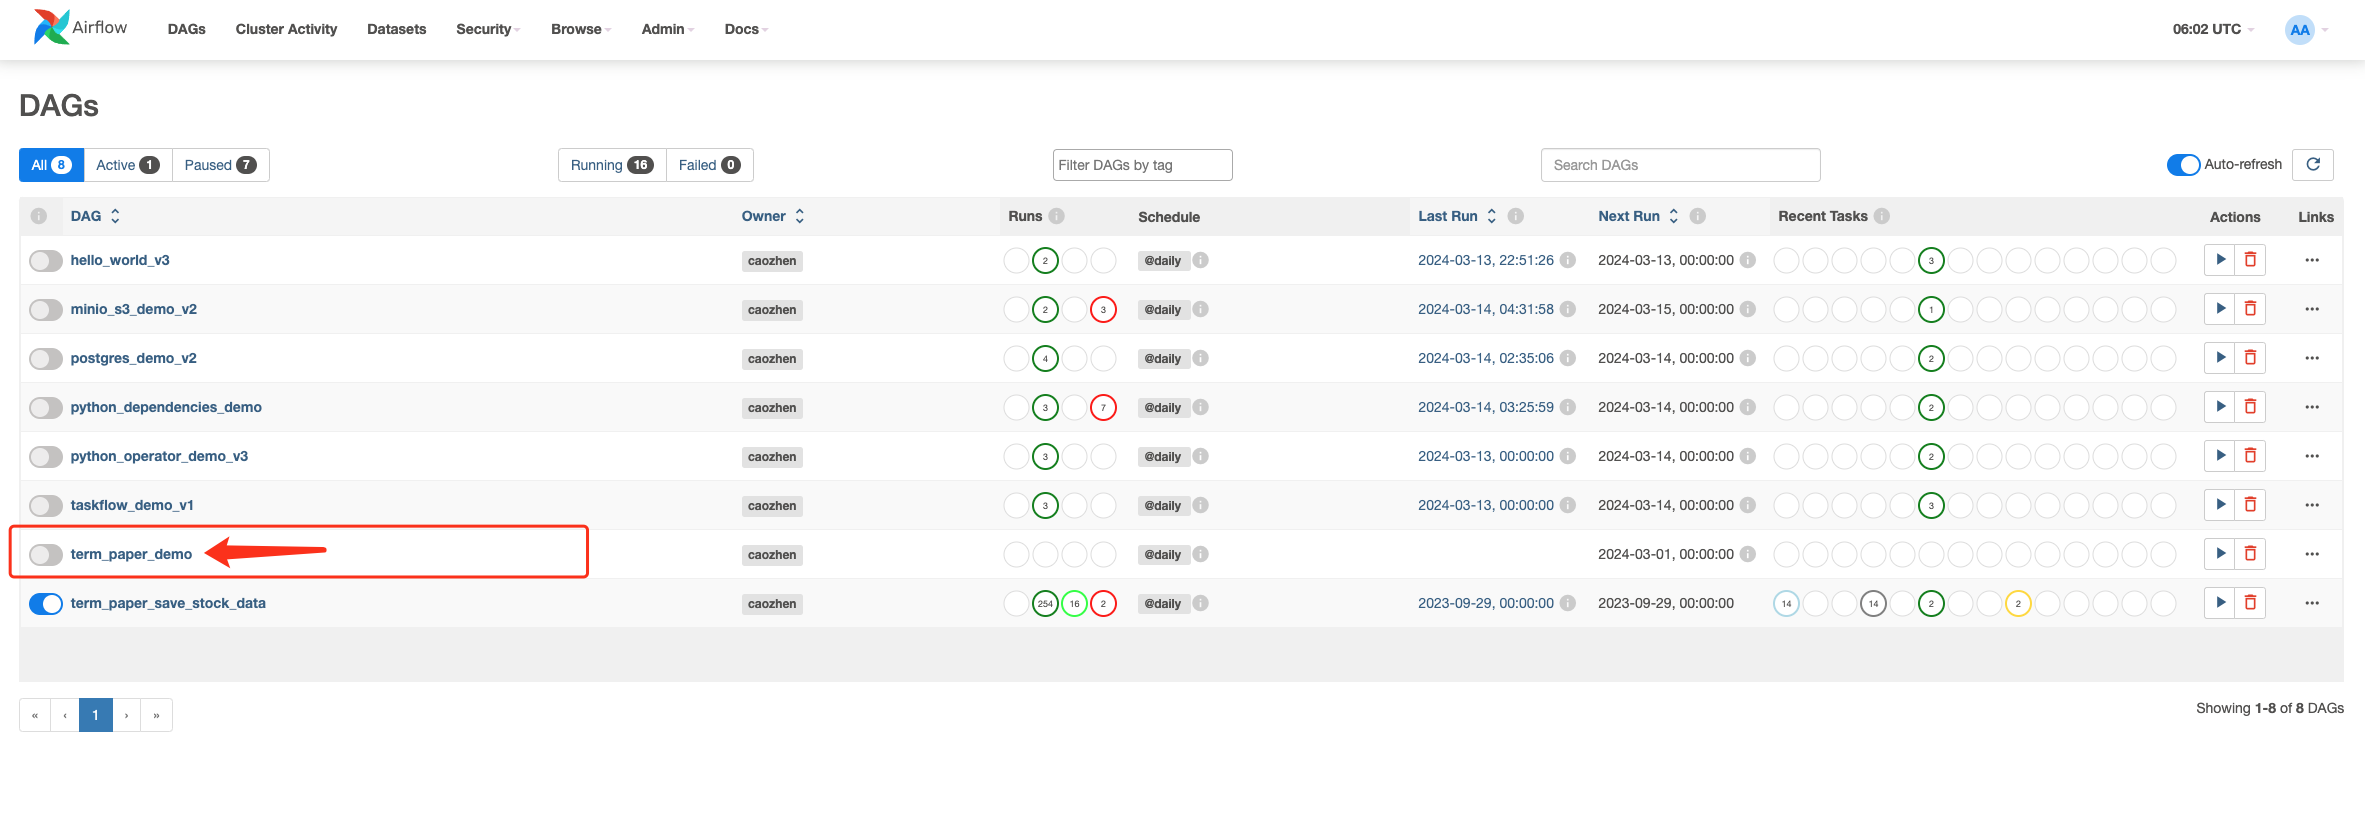 Airflow DAGs Cluster Activity Datasets Security Browse Admin Docs 06:02 UTC AA
DAGs
All 8 Active 1 Paused 7 Running 16 Failed 0 Filter DAGs by tag Search DAGs Auto-refresh
DAG Owner Runs Schedule Last Run Next Run Recent Tasks Actions Links
hello_world_v3 caozhen 2 @daily 2024-03-13, 22:51:26 2024-03-13, 00:00:00 3
minio_s3_demo_v2 caozhen 2 3 @daily 2024-03-14, 04:31:58 2024-03-15, 00:00:00 1
postgres_demo_v2 caozhen 4 @daily 2024-03-14, 02:35:06 2024-03-14, 00:00:00 2
python_dependencies_demo caozhen 3 7 @daily 2024-03-14, 03:25:59 2024-03-14, 00:00:00 2
python_operator_demo_v3 caozhen 3 @daily 2024-03-13, 00:00:00 2024-03-14, 00:00:00 2
taskflow_demo_v1 caozhen 3 @daily 2024-03-13, 00:00:00 2024-03-14, 00:00:00 3
term_paper_demo caozhen @daily 2024-03-01, 00:00:00
term_paper_save_stock_data caozhen 254 16 2 @daily 2023-09-29, 00:00:00 2023-09-29, 00:00:00 14 14 2 2
« ‹ 1 › » Showing 1-8 of 8 DAGs